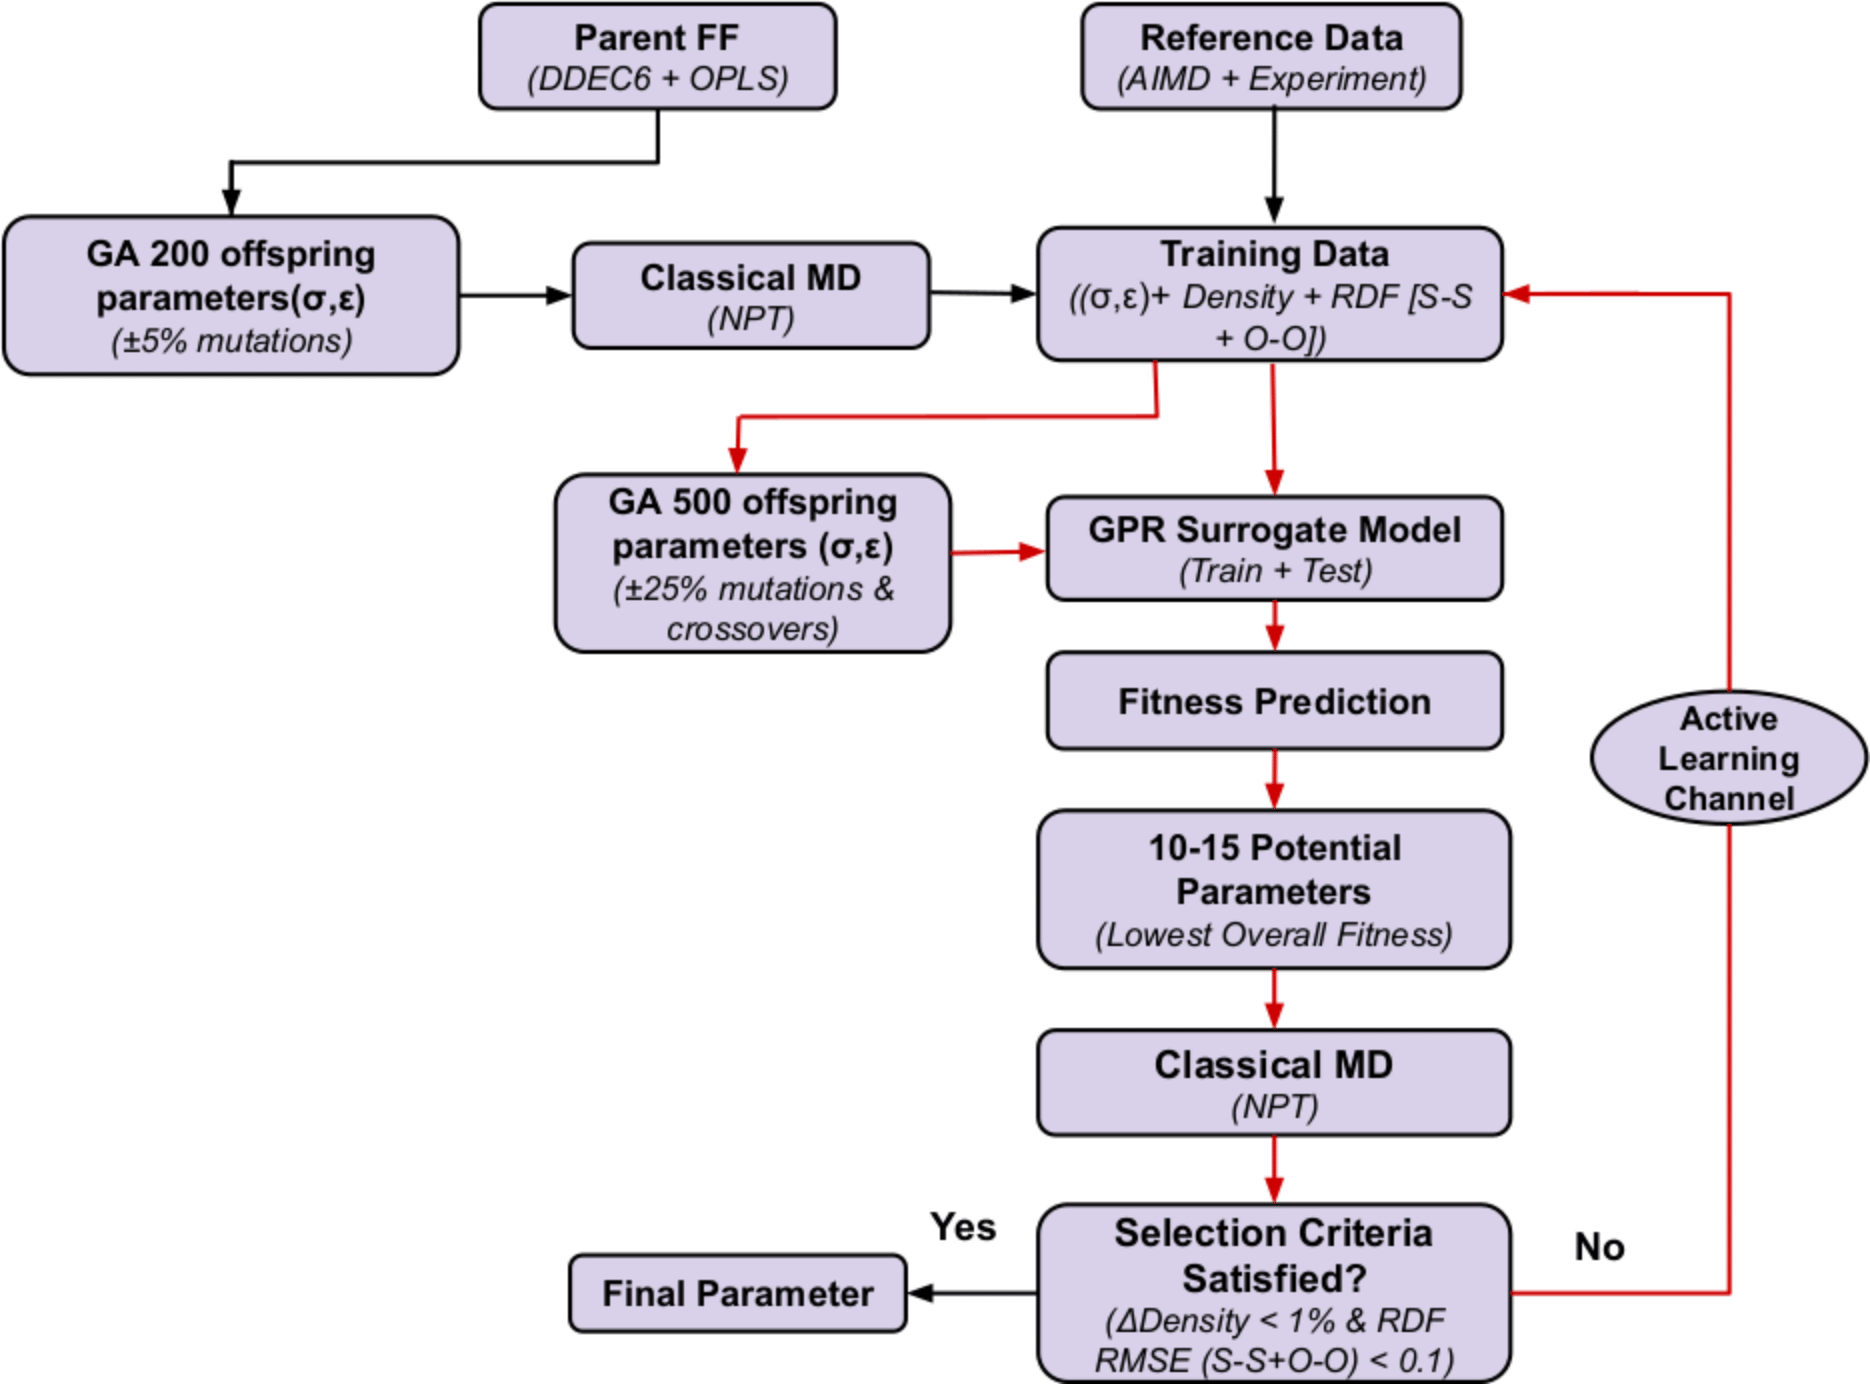 Parent FF
(DDEC6 + OPLS)
Reference Data
(AIMD + Experiment)
GA 200 offspring
parameters(σ,ε)
(±5% mutations)
Classical MD
(NPT)
Training Data
((σ,ε)+ Density + RDF [S-S
+ O-O])
GA 500 offspring
parameters (σ,ε)
(±25% mutations &
crossovers)
GPR Surrogate Model
(Train + Test)
Fitness Prediction
Active
Learning
Channel
10-15 Potential
Parameters
(Lowest Overall Fitness)
Classical MD
(NPT)
Yes
Selection Criteria
Satisfied?
(ΔDensity < 1% & RDF
RMSE (S-S+O-O) < 0.1)
No
Final Parameter